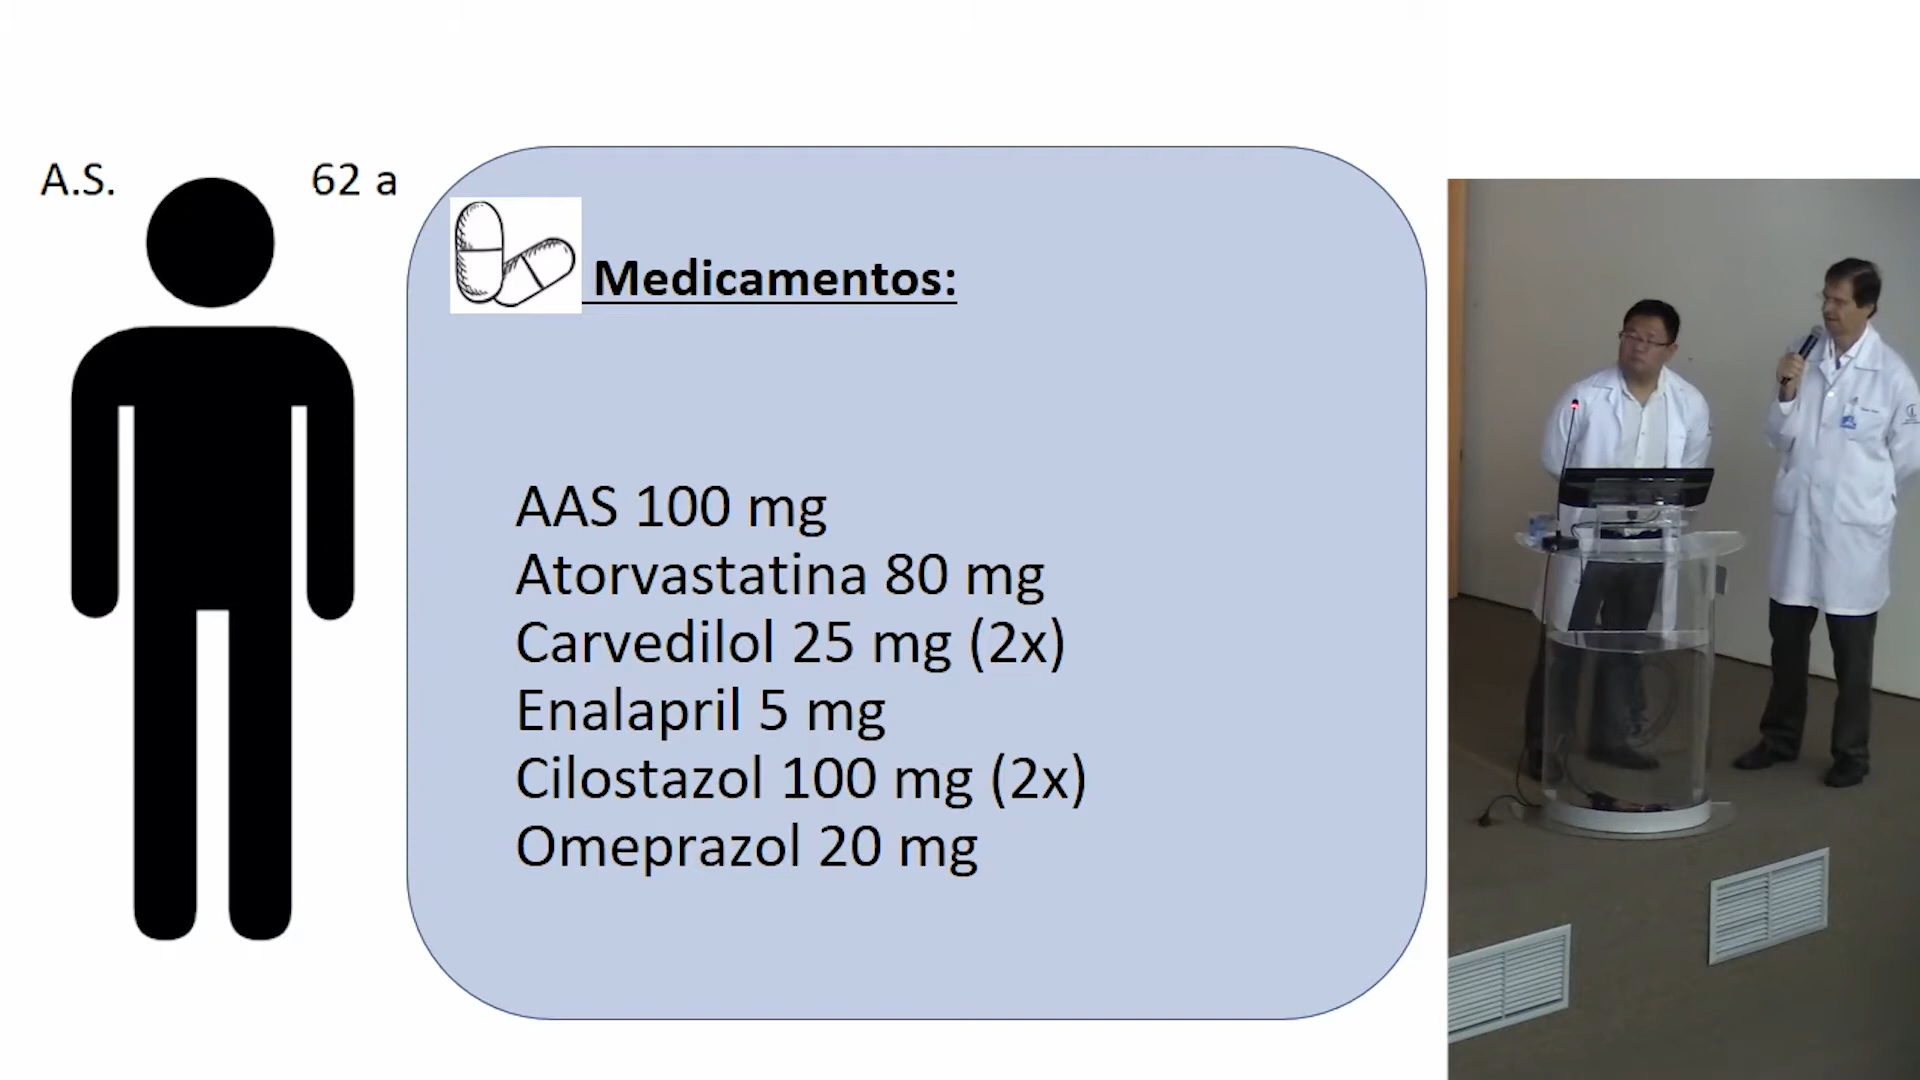 A.S.
62 a
Medicamentos:
AAS 100 mg
Atorvastatina 80 mg
Carvedilol 25 mg (2x)
Enalapril 5 mg
Cilostazol 100 mg (2x)
Omeprazol 20 mg